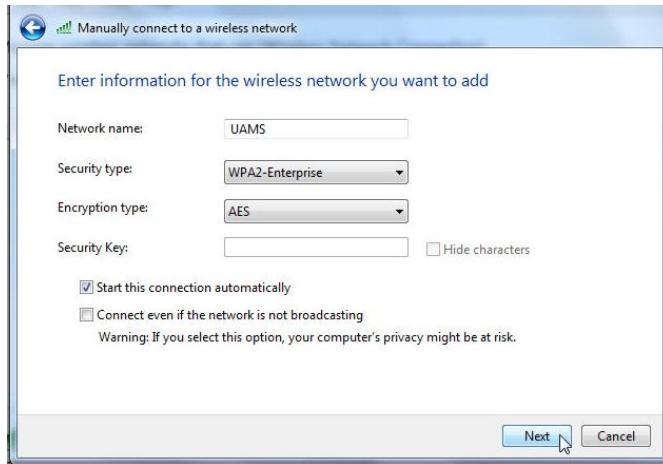 Manually connect to a wireless network
Enter information for the wireless network you want to add
Network name: UAMS
Security type: WPA2-Enterprise
Encryption type: AES
Security Key: Hide characters
Start this connection automatically
Connect even if the network is not broadcasting
Warning: If you select this option, your computer's privacy might be at risk.
Next Cancel